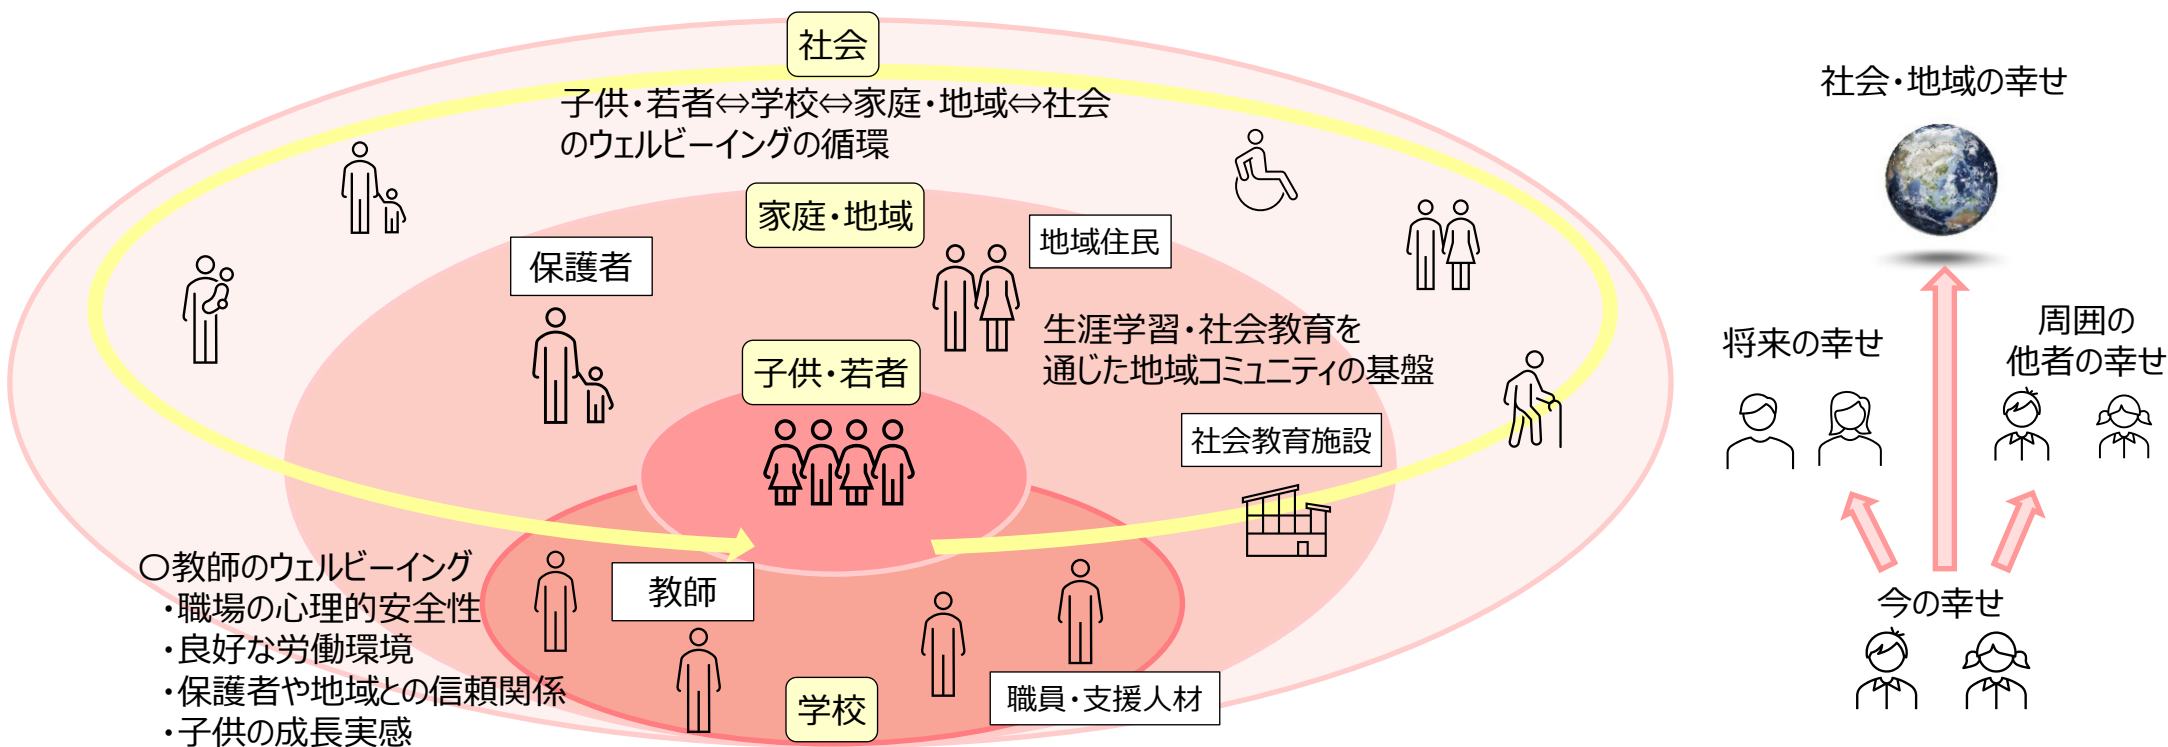 社会
子供・若者⇔学校⇔家庭・地域⇔社会
のウェルビーイングの循環
家庭・地域
地域住民
保護者
生涯学習・社会教育を
通じた地域コミュニティの基盤
子供・若者
社会教育施設
〇教師のウェルビーイング
・職場の心理的安全性
・良好な労働環境
・保護者や地域との信頼関係
・子供の成長実感
教師
職員・支援人材
学校
社会・地域の幸せ
将来の幸せ
周囲の
他者の幸せ
今の幸せ